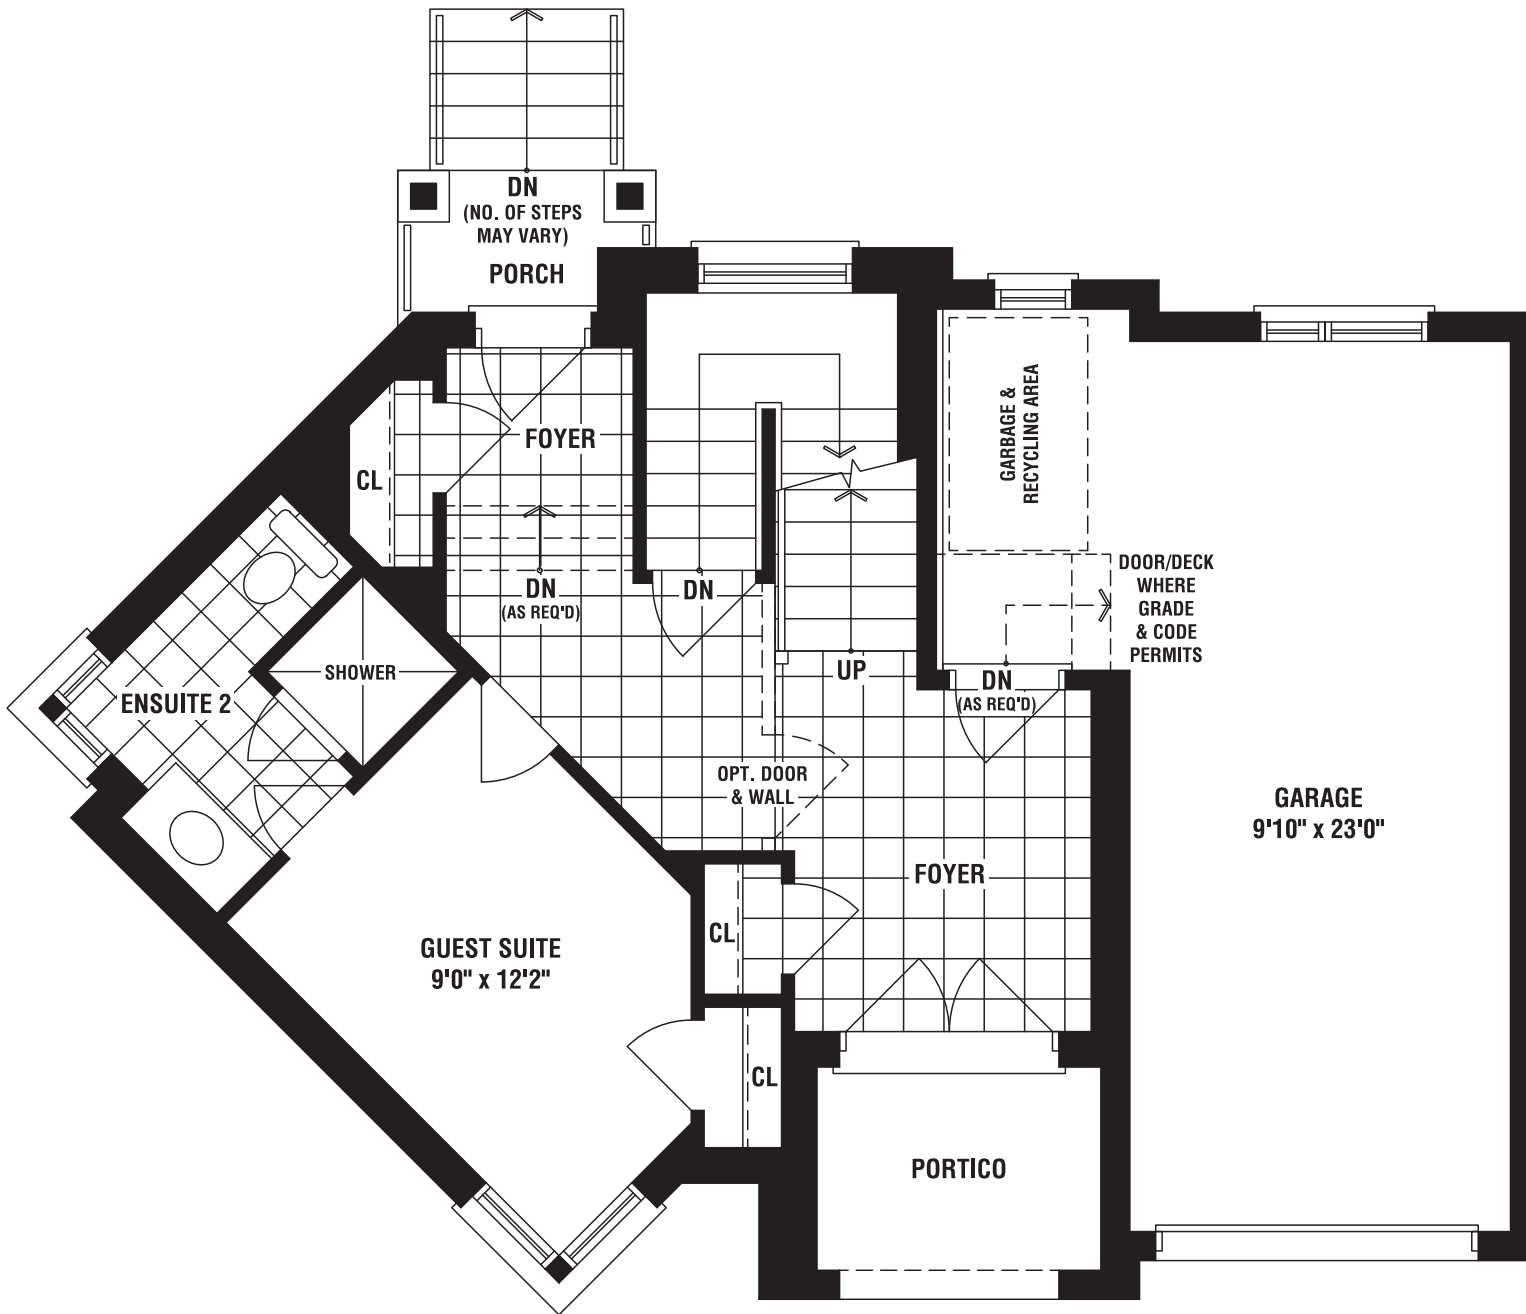 DN
(NO. OF STEPS
MAY VARY)
PORCH
FOYER
CL
GARBAGE &
RECYCLING AREA
DN
(AS REQ'D)
DN
DOOR/DECK
WHERE
GRADE
& CODE
PERMITS
SHOWER
UP
DN
(AS REQ'D)
ENSUITE 2
OPT. DOOR
& WALL
GARAGE
9'10" x 23'0"
FOYER
CL
GUEST SUITE
9'0" x 12'2"
CL
PORTICO